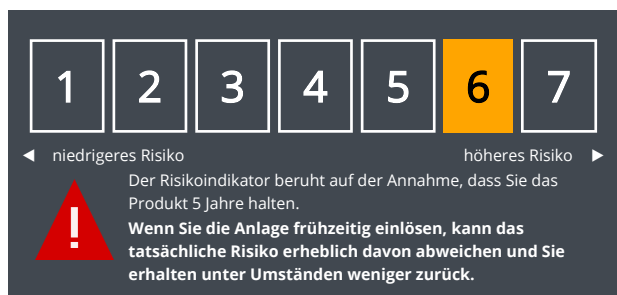 1 2 3 4 5 6 7
◀ niedrigeres Risiko höheres Risiko ▶
Der Risikoindikator beruht auf der Annahme, dass Sie das
Produkt 5 Jahre halten.
!
Wenn Sie die Anlage frühzeitig einlösen, kann das
tatsächliche Risiko erheblich davon abweichen und Sie
erhalten unter Umständen weniger zurück.